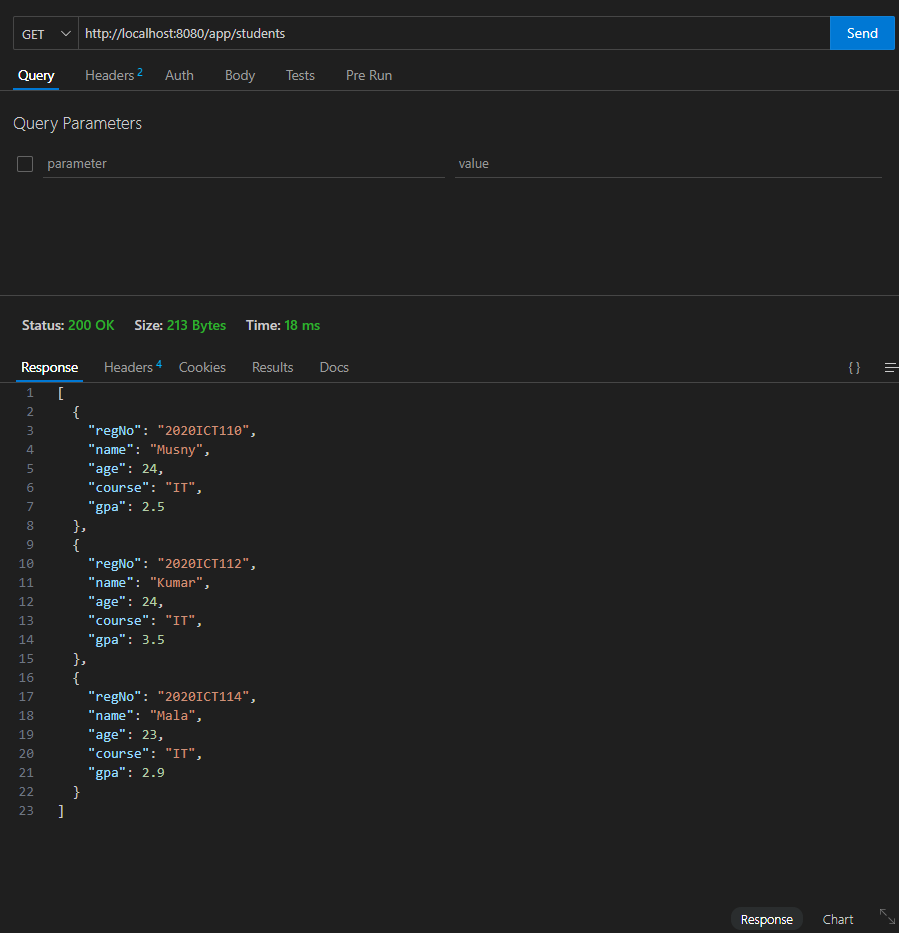 GET http://localhost:8080/app/students Send
Query Headers 2 Auth Body Tests Pre Run
Query Parameters
parameter value
Status: 200 OK Size: 213 Bytes Time: 18 ms
Response Headers 4 Cookies Results Docs { }
1 [
2 {
3 "regNo": "2020ICT110",
4 "name": "Musny",
5 "age": 24,
6 "course": "IT",
7 "gpa": 2.5
8 },
9 {
10 "regNo": "2020ICT112",
11 "name": "Kumar",
12 "age": 24,
13 "course": "IT",
14 "gpa": 3.5
15 },
16 {
17 "regNo": "2020ICT114",
18 "name": "Mala",
19 "age": 23,
20 "course": "IT",
21 "gpa": 2.9
22 }
23 ]
Response Chart